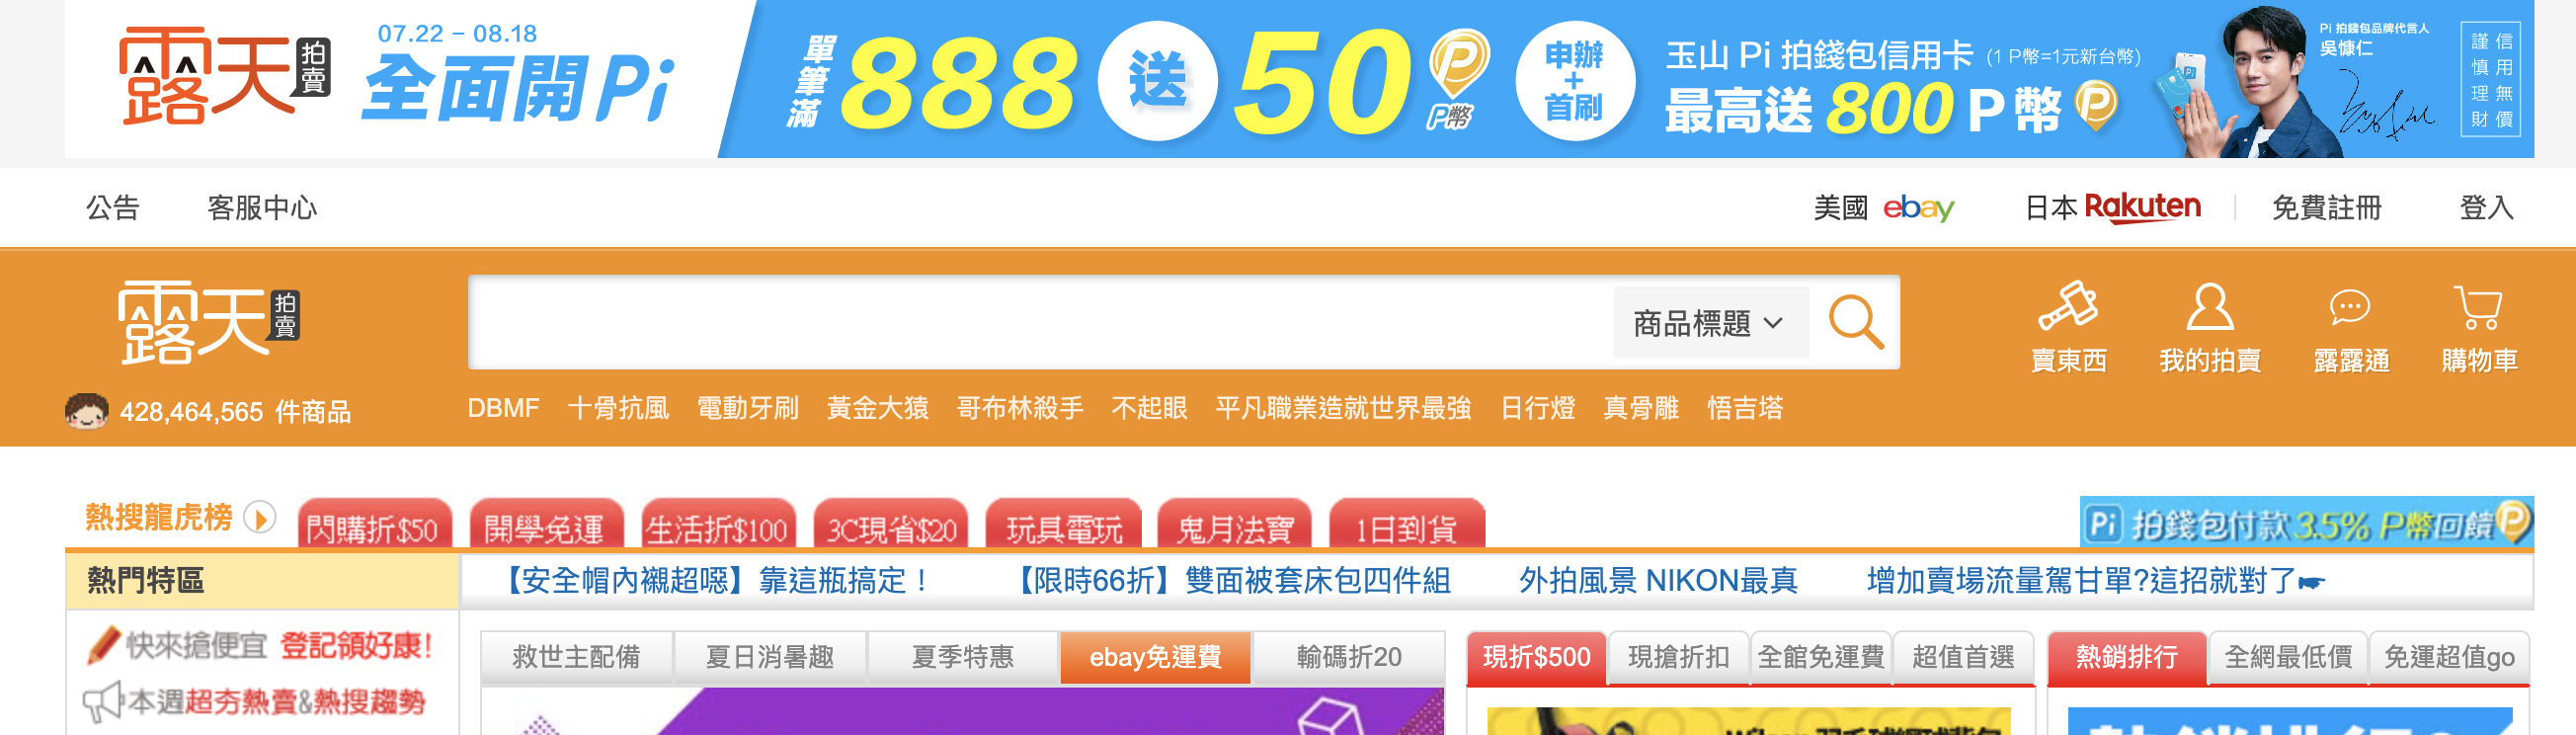 露天拍賣
07.22 - 08.18
全面開Pi
單筆滿 888 送 50 P幣
申辦+首刷
玉山 Pi 拍錢包信用卡 (1 P幣=1元新台幣)
最高送 800 P 幣
Pi 拍錢包品牌代言人
吳慷仁
謹慎理財
信用無價
公告 客服中心 美國 ebay 日本 Rakuten 免費註冊 登入
露天拍賣
商品標題
賣東西 我的拍賣 露露通 購物車
428,464,565 件商品
DBMF 十骨抗風 電動牙刷 黃金大猿 哥布林殺手 不起眼 平凡職業造就世界最強 日行燈 真骨雕 悟吉塔
熱搜龍虎榜 閃購折$50 開學免運 生活折$100 3C現省$20 玩具電玩 鬼月法寶 1日到貨
Pi 拍錢包付款 3.5% P幣回饋
熱門特區
【安全帽內襯超噁】靠這瓶搞定！ 【限時66折】雙面被套床包四件組 外拍風景 NIKON最真 增加賣場流量駕甘單?這招就對了☛
快來搶便宜 登記領好康!
本週超夯熱賣&熱搜趨勢
救世主配備 夏日消暑趣 夏季特惠 ebay免運費 輸碼折20
現折$500 現搶折扣 全館免運費 超值首選
熱銷排行 全網最低價 免運超值go